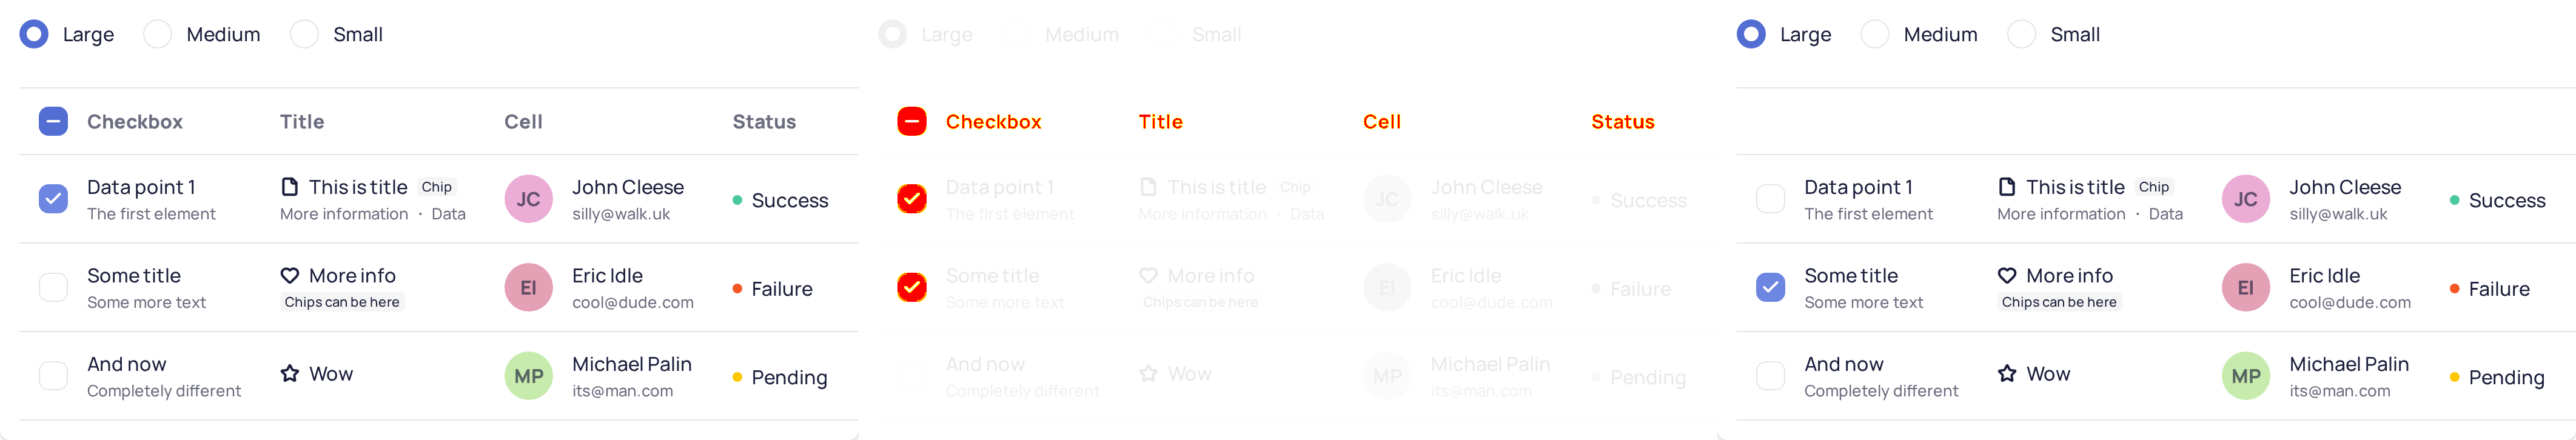 Large Medium Small
Checkbox Title Cell Status
Data point 1 This is title Chip JC John Cleese Success
The first element More information · Data silly@walk.uk
Some title More info EI Eric Idle Failure
Some more text Chips can be here cool@dude.com
And now Wow MP Michael Palin Pending
Completely different its@man.com
Large Medium Small
Checkbox Title Cell Status
Data point 1 This is title Chip JC John Cleese Success
The first element More information · Data silly@walk.uk
Some title More info EI Eric Idle Failure
Some more text Chips can be here cool@dude.com
And now Wow MP Michael Palin Pending
Completely different its@man.com
Large Medium Small
Data point 1 This is title Chip JC John Cleese Success
The first element More information · Data silly@walk.uk
Some title More info EI Eric Idle Failure
Some more text Chips can be here cool@dude.com
And now Wow MP Michael Palin Pending
Completely different its@man.com